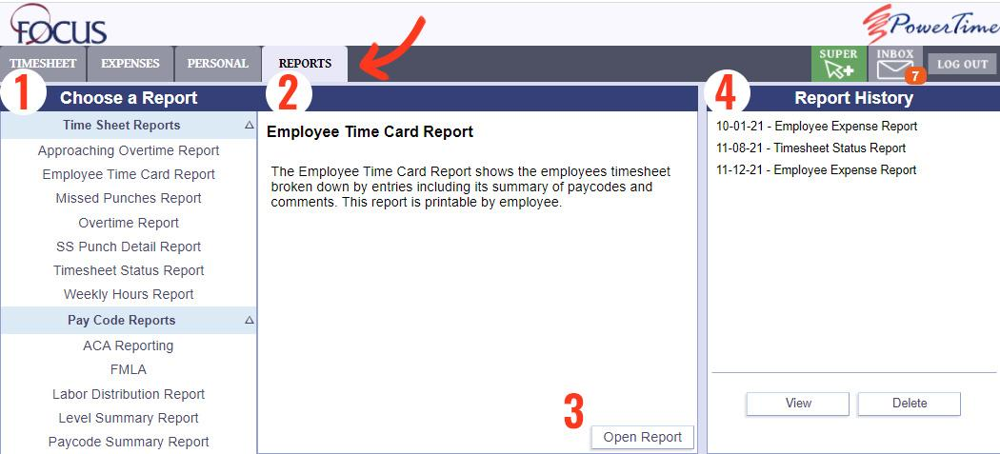 FOCUS
PowerTime
TIMESHEET
EXPENSES
PERSONAL
REPORTS
SUPER
INBOX
7
LOG OUT
1
Choose a Report
Time Sheet Reports
Approaching Overtime Report
Employee Time Card Report
Missed Punches Report
Overtime Report
SS Punch Detail Report
Timesheet Status Report
Weekly Hours Report
Pay Code Reports
ACA Reporting
FMLA
Labor Distribution Report
Level Summary Report
Paycode Summary Report
2
Employee Time Card Report
The Employee Time Card Report shows the employees timesheet
broken down by entries including its summary of paycodes and
comments. This report is printable by employee.
3
Open Report
4
Report History
10-01-21 - Employee Expense Report
11-08-21 - Timesheet Status Report
11-12-21 - Employee Expense Report
View
Delete